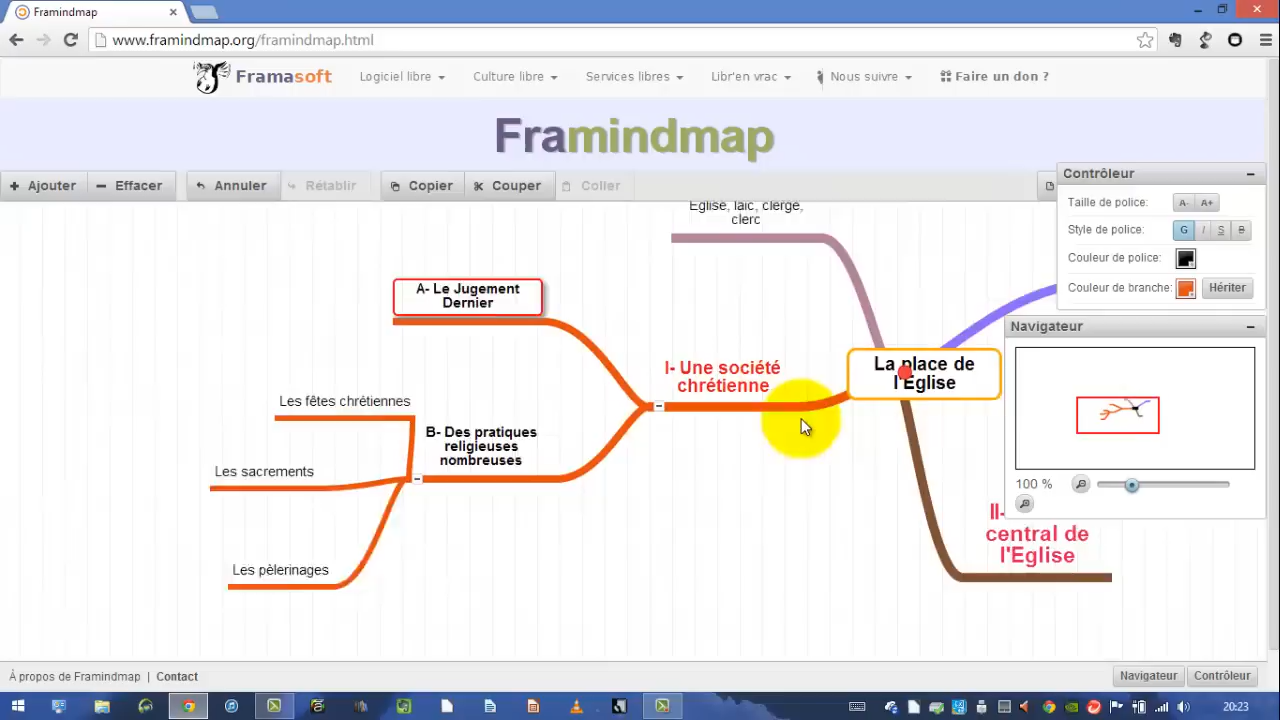 Framindmap
www.framindmap.org/framindmap.html
Framasoft
Logiciel libre
Culture libre
Services libres
Libr'en vrac
Nous suivre
Faire un don ?
Framindmap
Ajouter
Effacer
Annuler
Rétablir
Copier
Couper
Coller
Contrôleur
Taille de police:
A-
A+
Style de police:
G
I
S
B
Couleur de police:
Couleur de branche:
Hériter
Navigateur
100 %
Eglise, laïc, clergé,
clerc
A- Le Jugement
Dernier
I- Une société
chrétienne
La place de
l'Eglise
Les fêtes chrétiennes
B- Des pratiques
religieuses
nombreuses
Les sacrements
Les pèlerinages
II-
central de
l'Eglise
À propos de Framindmap | Contact
Navigateur
Contrôleur
20:23